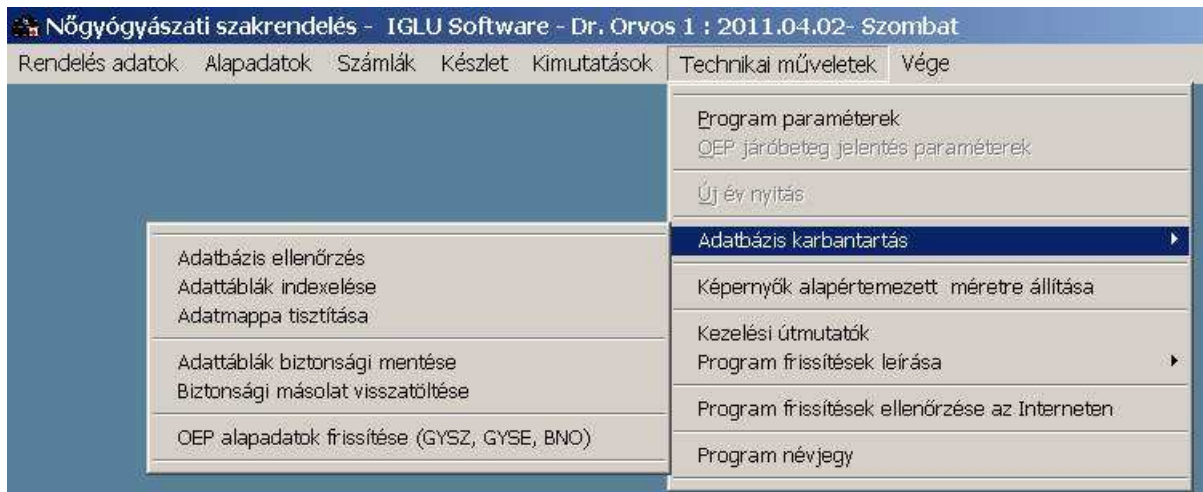 Nőgyógyászati szakrendelés - IGLU Software - Dr. Orvos 1 : 2011.04.02- Szombat
Rendelés adatok Alapadatok Számlák Készlet Kimutatások Technikai műveletek Vége
Program paraméterek
OEP járóbeteg jelentés paraméterek
Új év nyitás
Adatbázis karbantartás
Képernyők alapértemezett méretre állítása
Kezelési útmutatók
Program frissítések leírása
Program frissítések ellenőrzése az Interneten
Program névjegy
Adatbázis ellenőrzés
Adattáblák indexelése
Adatmappa tisztítása
Adattáblák biztonsági mentése
Biztonsági másolat visszatöltése
OEP alapadatok frissítése (GYSZ, GYSE, BNO)